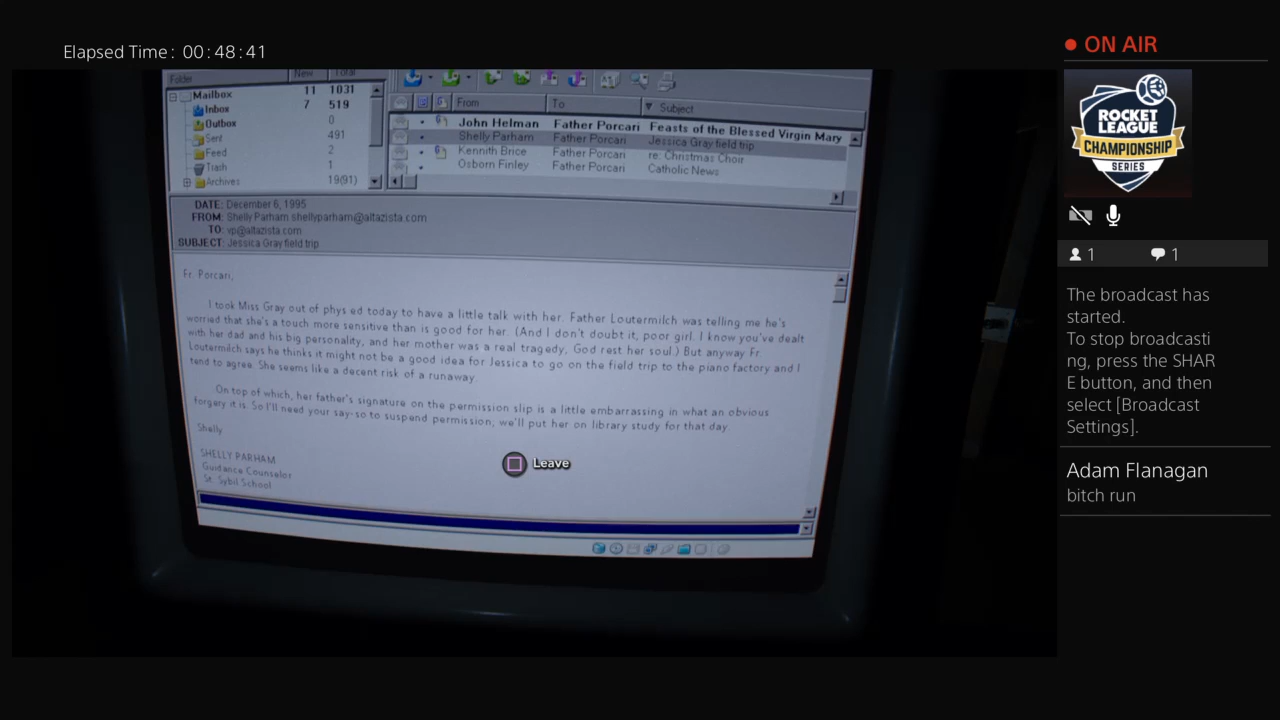 Elapsed Time: 00:48:41
ON AIR
ROCKET
LEAGUE
CHAMPIONSHIP
SERIES
1 1
The broadcast has
started.
To stop broadcasti
ng, press the SHAR
E button, and then
select [Broadcast
Settings].
Adam Flanagan
bitch run
Folder New Total
Mailbox 11 1031
Inbox 7 519
Outbox 0
Sent 491
Feed 2
Trash 1
Archives 19(91)
From To Subject
John Helman Father Porcari Feasts of the Blessed Virgin Mary
Shelly Parham Father Porcari Jessica Gray field trip
Kennith Brice Father Porcari re: Christmas Choir
Osborn Finley Father Porcari Catholic News
DATE: December 6, 1995
FROM: Shelly Parham shellyparham@altazista.com
TO: vp@altazista.com
SUBJECT: Jessica Gray field trip
Fr. Porcari,
I took Miss Gray out of phys ed today to have a little talk with her. Father Loutermilch was telling me he's
worried that she's a touch more sensitive than is good for her. (And I don't doubt it, poor girl. I know you've dealt
with her dad and his big personality, and her mother was a real tragedy, God rest her soul.) But anyway Fr
Loutermilch says he thinks it might not be a good idea for Jessica to go on the field trip to the piano factory and I
tend to agree. She seems like a decent risk of a runaway.
On top of which, her father's signature on the permission slip is a little embarrassing in what an obvious
forgery it is. So I'll need your say-so to suspend permission; we'll put her on library study for that day.
Shelly
SHELLY PARHAM
Guidance Counselor
St. Sybil School
Leave